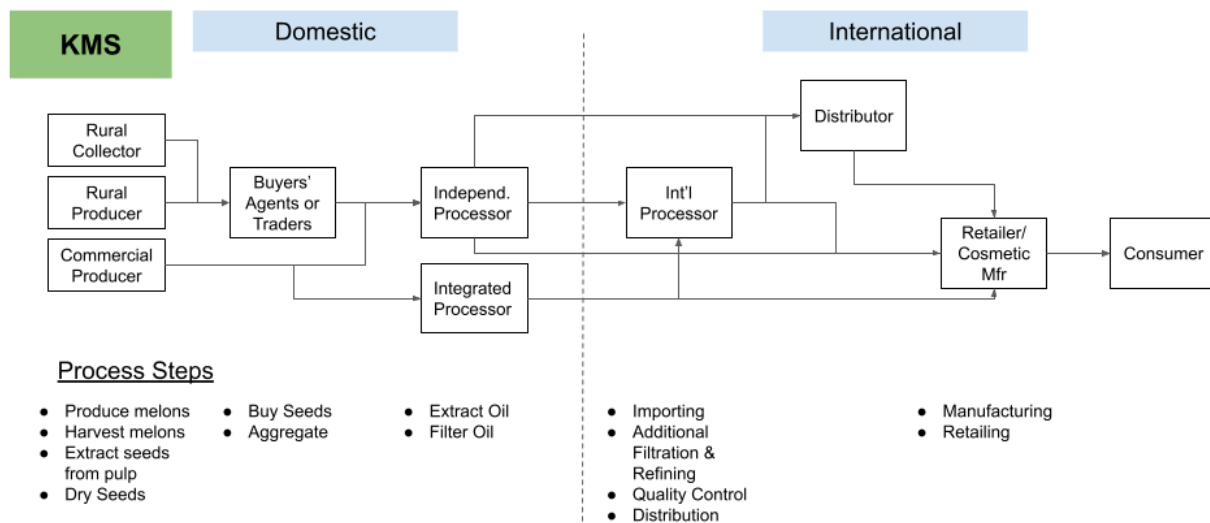 KMS
Domestic
International
Rural
Collector
Rural
Producer
Commercial
Producer
Buyers'
Agents or
Traders
Independ.
Processor
Integrated
Processor
Int'l
Processor
Distributor
Retailer/
Cosmetic
Mfr
Consumer
Process Steps
● Produce melons
● Harvest melons
● Extract seeds
from pulp
● Dry Seeds
● Buy Seeds
● Aggregate
● Extract Oil
● Filter Oil
● Importing
● Additional
Filtration &
Refining
● Quality Control
● Distribution
● Manufacturing
● Retailing